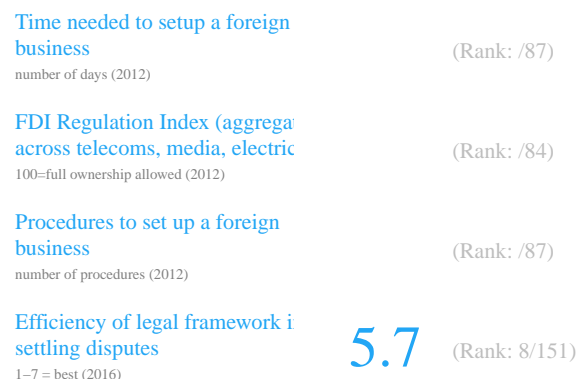 Time needed to setup a foreign
business
number of days (2012)
(Rank: /87)
FDI Regulation Index
across telecoms, media,
100=full ownership allowed (2012)
(Rank: /84)
Procedures to set up a foreign
business
number of procedures (2012)
(Rank: /87)
Efficiency of legal framework
settling disputes
1–7 = best (2016)
5.7
(Rank: 8/151)